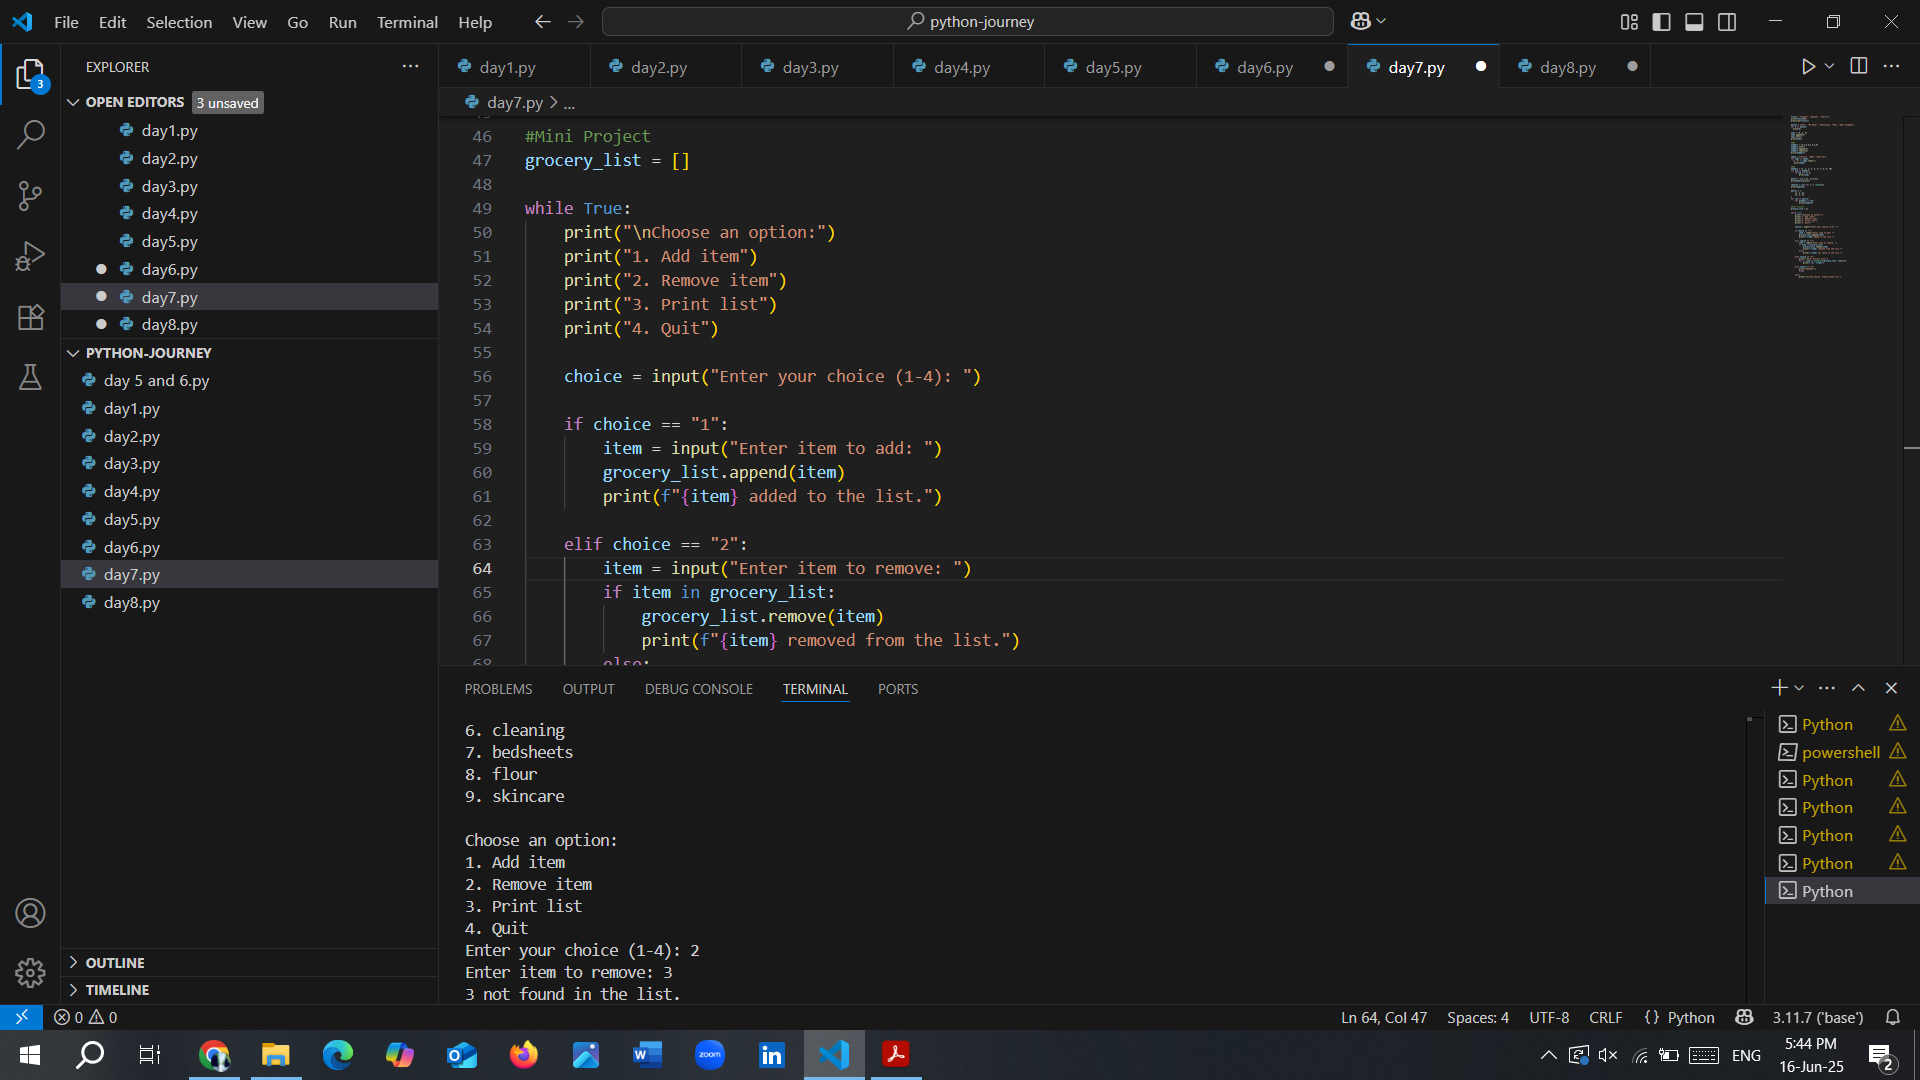 File Edit Selection View Go Run Terminal Help
python-journey
EXPLORER
3
OPEN EDITORS 3 unsaved
day1.py
day2.py
day3.py
day4.py
day5.py
day6.py
day7.py
day8.py
PYTHON-JOURNEY
day 5 and 6.py
day1.py
day2.py
day3.py
day4.py
day5.py
day6.py
day7.py
day8.py
OUTLINE
TIMELINE
day1.py day2.py day3.py day4.py day5.py day6.py day7.py day8.py
day7.py > ...
46 #Mini Project
47 grocery_list = []
48
49 while True:
50 print("\nChoose an option:")
51 print("1. Add item")
52 print("2. Remove item")
53 print("3. Print list")
54 print("4. Quit")
55
56 choice = input("Enter your choice (1-4): ")
57
58 if choice == "1":
59 item = input("Enter item to add: ")
60 grocery_list.append(item)
61 print(f"{item} added to the list.")
62
63 elif choice == "2":
64 item = input("Enter item to remove: ")
65 if item in grocery_list:
66 grocery_list.remove(item)
67 print(f"{item} removed from the list.")
68 else:
PROBLEMS OUTPUT DEBUG CONSOLE TERMINAL PORTS
6. cleaning
7. bedsheets
8. flour
9. skincare
Choose an option:
1. Add item
2. Remove item
3. Print list
4. Quit
Enter your choice (1-4): 2
Enter item to remove: 3
3 not found in the list.
Python
powershell
Python
Python
Python
Python
Python
0 0
Ln 64, Col 47 Spaces: 4 UTF-8 CRLF {} Python 3.11.7 ('base')
zoom
ENG
5:44 PM
16-Jun-25
2